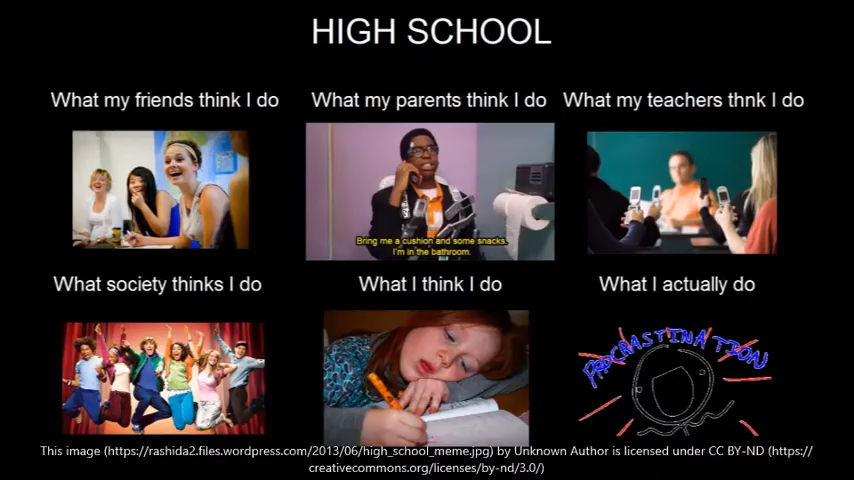 HIGH SCHOOL
What my friends think I do
What my parents think I do
What my teachers thnk I do
Bring me a cushion and some snacks.
I'm in the bathroom.
What society thinks I do
What I think I do
What I actually do
PROCRASTINATION
This image (https://rashida2.files.wordpress.com/2013/06/high_school_meme.jpg) by Unknown Author is licensed under CC BY-ND (https://
creativecommons.org/licenses/by-nd/3.0/)